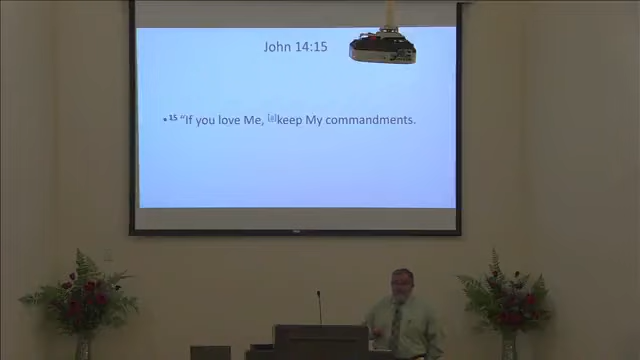 John 14:15
▪ 15 “If you love Me, [a]keep My commandments.